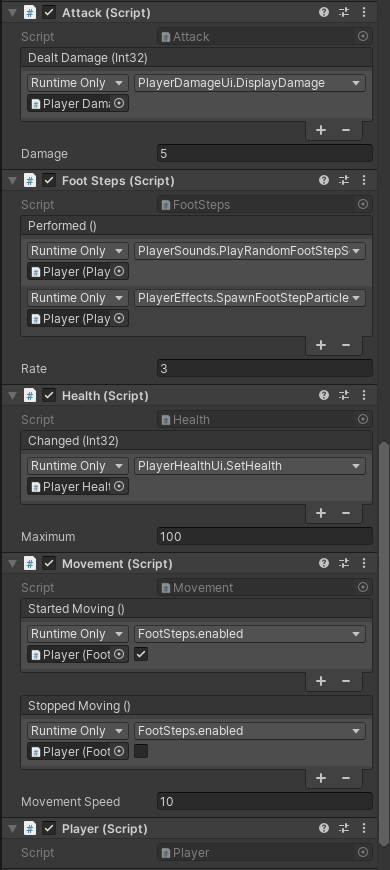 Attack (Script)
Script Attack
Dealt Damage (Int32)
Runtime Only PlayerDamageUi.DisplayDamage
Player Dama
Damage 5
Foot Steps (Script)
Script FootSteps
Performed ()
Runtime Only PlayerSounds.PlayRandomFootStepS
Player (Play
Runtime Only PlayerEffects.SpawnFootStepParticle
Player (Play
Rate 3
Health (Script)
Script Health
Changed (Int32)
Runtime Only PlayerHealthUi.SetHealth
Player Healt
Maximum 100
Movement (Script)
Script Movement
Started Moving ()
Runtime Only FootSteps.enabled
Player (Foot
Stopped Moving ()
Runtime Only FootSteps.enabled
Player (Foot
Movement Speed 10
Player (Script)
Script Player